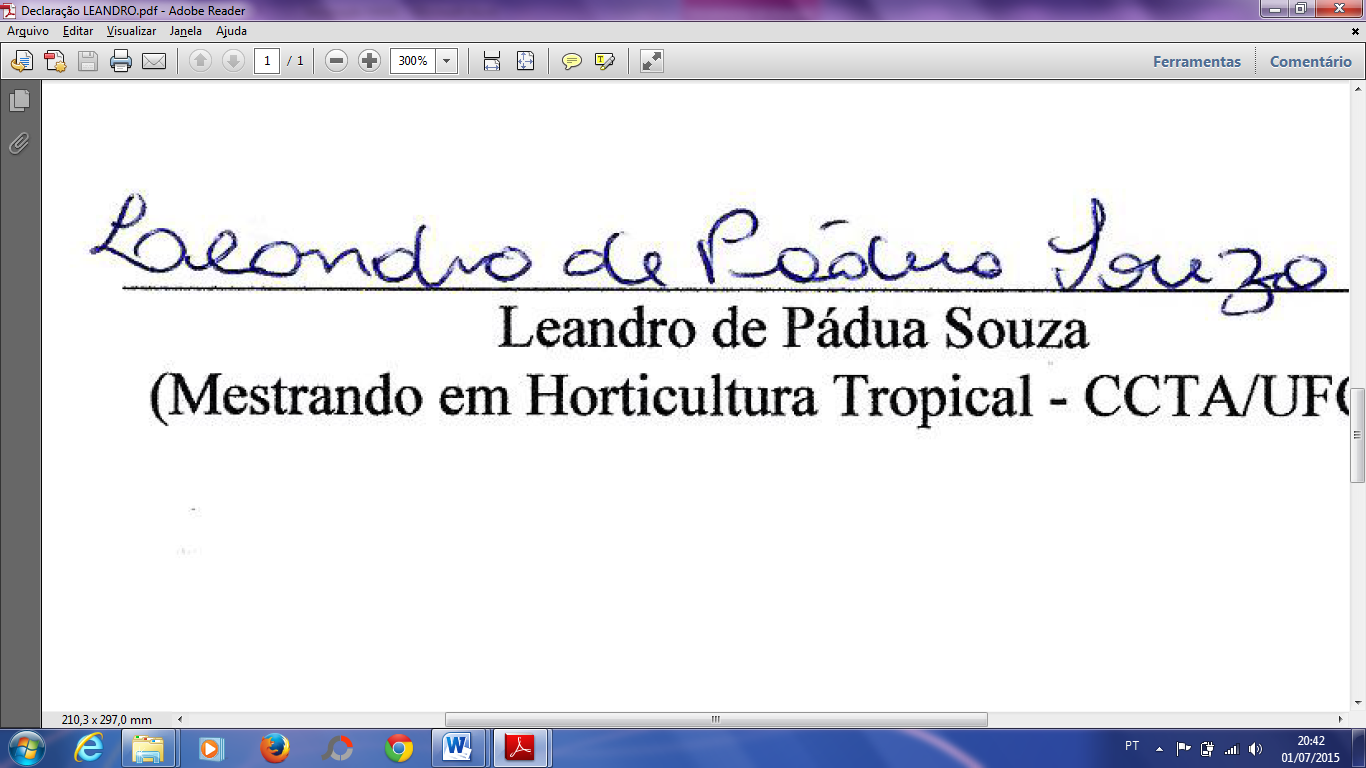 Declaração LEANDRO.pdf - Adobe Reader
Arquivo Editar Visualizar Janela Ajuda
1 / 1 300% Ferramentas Comentário
Leandro de Pádua Souza
Leandro de Pádua Souza
(Mestrando em Horticultura Tropical - CCTA/UFC
210,3 x 297,0 mm
PT 20:42
01/07/2015